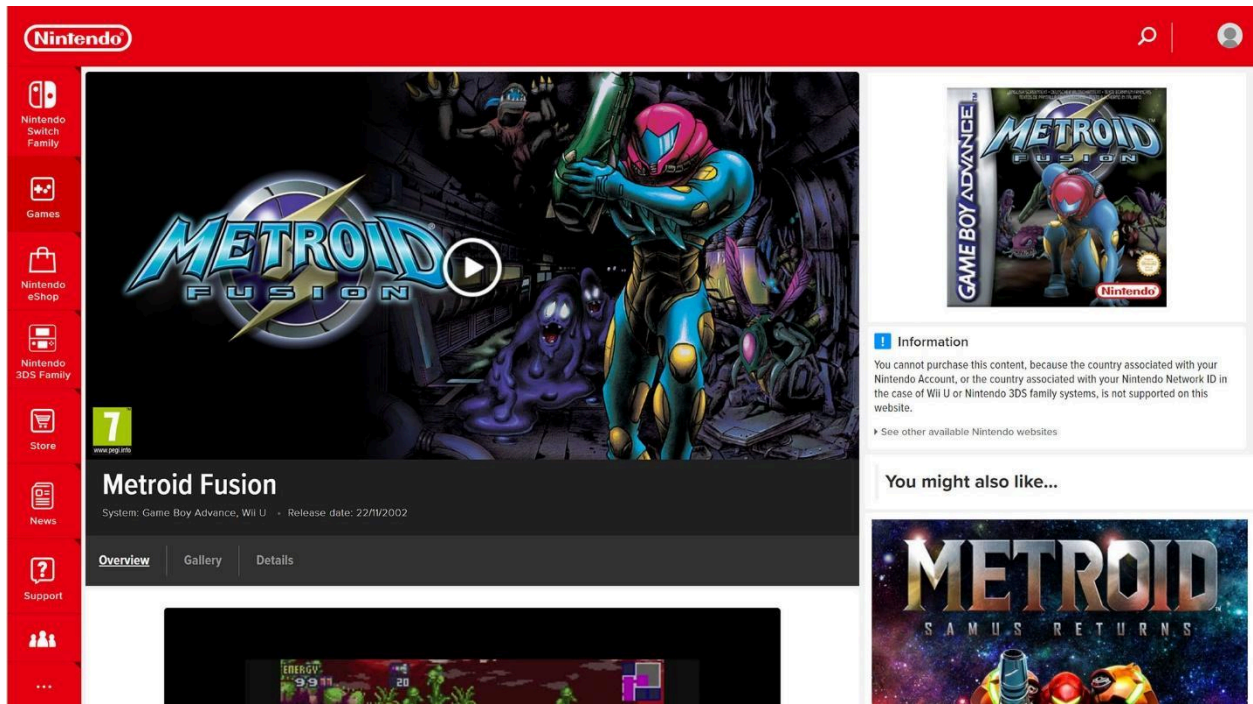 Nintendo
Nintendo
Switch
Family
Games
Nintendo
eShop
Nintendo
3DS Family
Store
News
Support
...
METROID
FUSION
7
www.pegi.info
Metroid Fusion
System: Game Boy Advance, Wii U • Release date: 22/11/2002
Overview
Gallery
Details
ENERGY
99
20
GAME BOY ADVANCE
METROID
FUSION
Nintendo
! Information
You cannot purchase this content, because the country associated with your
Nintendo Account, or the country associated with your Nintendo Network ID in
the case of Wii U or Nintendo 3DS family systems, is not supported on this
website.
See other available Nintendo websites
You might also like...
METROID
SAMUS RETURNS